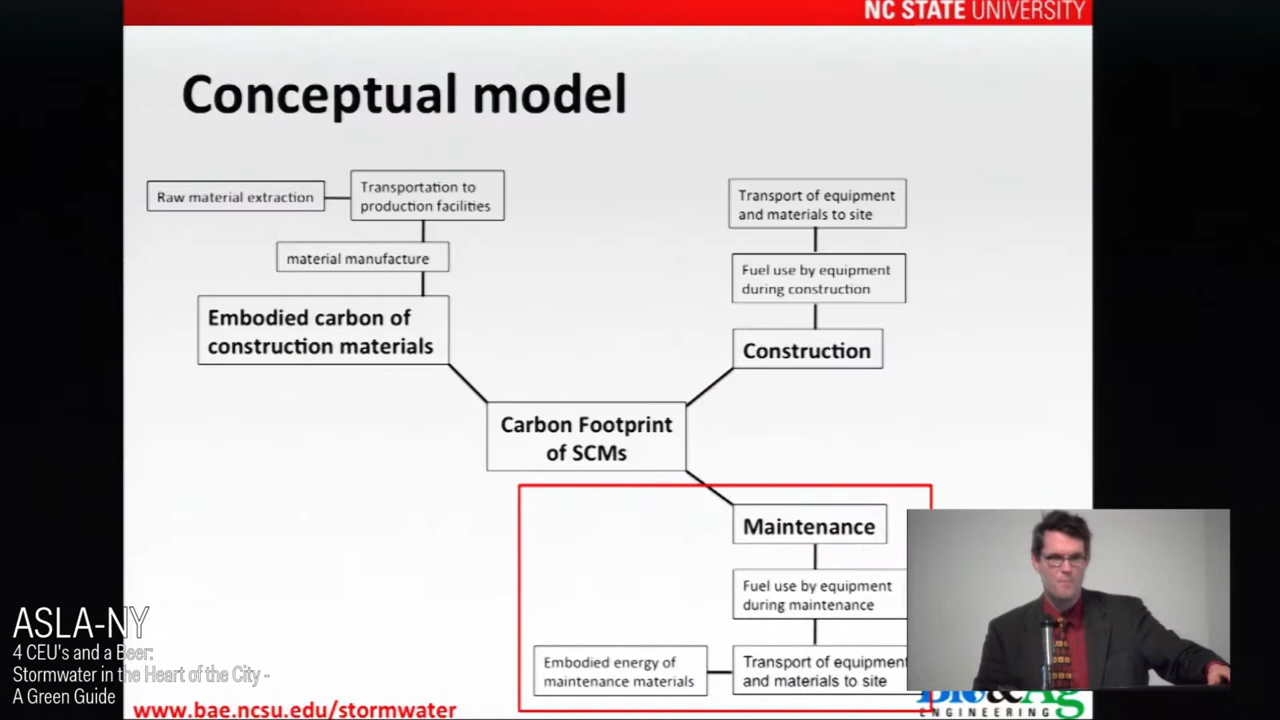 NC STATE UNIVERSITY
Conceptual model
Raw material extraction
Transportation to
production facilities
material manufacture
Embodied carbon of
construction materials
Transport of equipment
and materials to site
Fuel use by equipment
during construction
Construction
Carbon Footprint
of SCMs
Maintenance
Fuel use by equipment
during maintenance
Embodied energy of
maintenance materials
Transport of equipment
and materials to site
ASLA-NY
4 CEU's and a Beer:
Stormwater in the Heart of the City -
A Green Guide
www.bae.ncsu.edu/stormwater
ENGINEERING